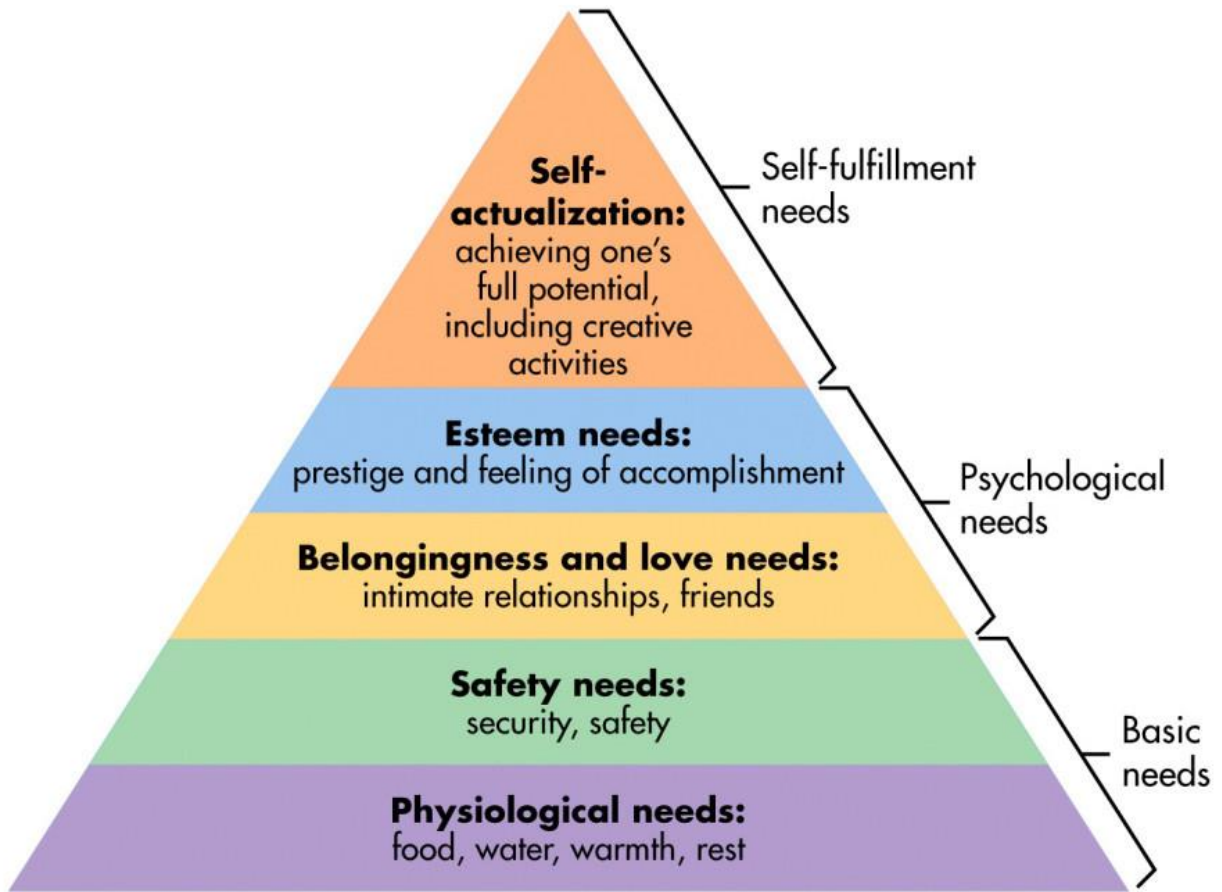 Self-
actualization:
achieving one's
full potential,
including creative
activities
Self-fulfillment
needs
Esteem needs:
prestige and feeling of accomplishment
Psychological
needs
Belongingness and love needs:
intimate relationships, friends
Safety needs:
security, safety
Basic
needs
Physiological needs:
food, water, warmth, rest